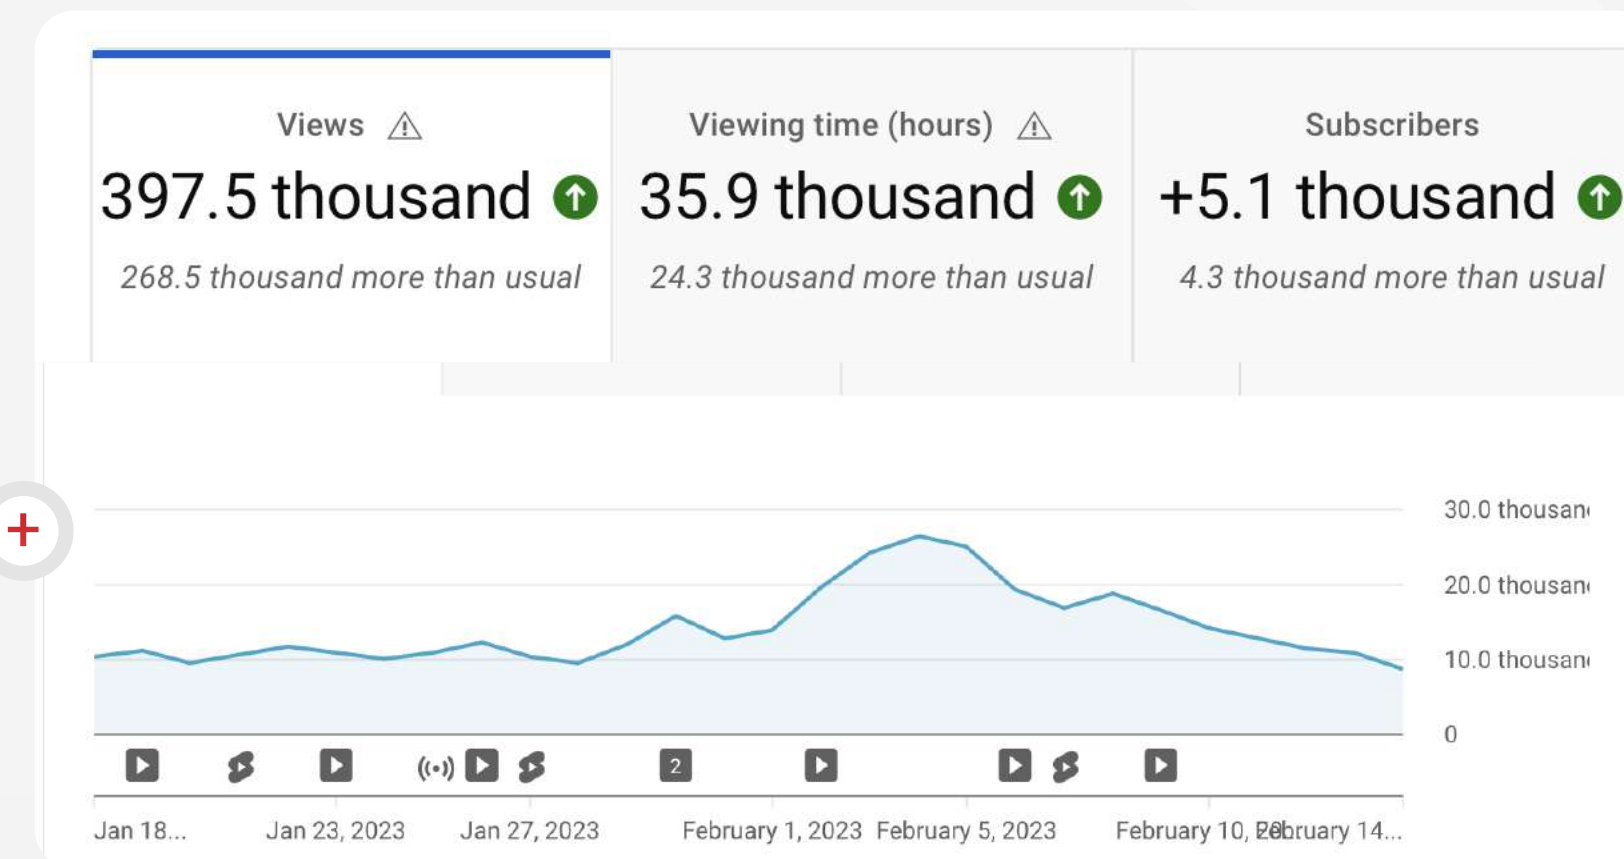 Views
Viewing time (hours)
Subscribers
397.5 thousand
35.9 thousand
+5.1 thousand
268.5 thousand more than usual
24.3 thousand more than usual
4.3 thousand more than usual
30.0 thousan
20.0 thousan
10.0 thousan
0
2
Jan 18...
Jan 23, 2023
Jan 27, 2023
February 1, 2023
February 5, 2023
February 10,
February 14...